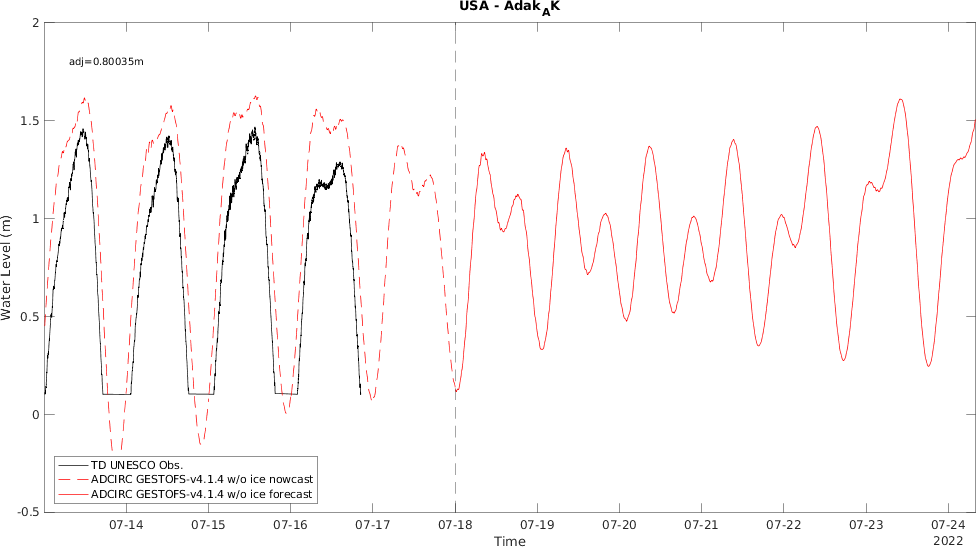 USA - Adak_AK
2
1.5
1
0.5
0
-0.5
Water Level (m)
adj=0.80035m
TD UNESCO Obs.
ADCIRC GESTOFS-v4.1.4 w/o ice nowcast
ADCIRC GESTOFS-v4.1.4 w/o ice forecast
07-14 07-15 07-16 07-17 07-18 07-19 07-20 07-21 07-22 07-23 07-24
Time 2022